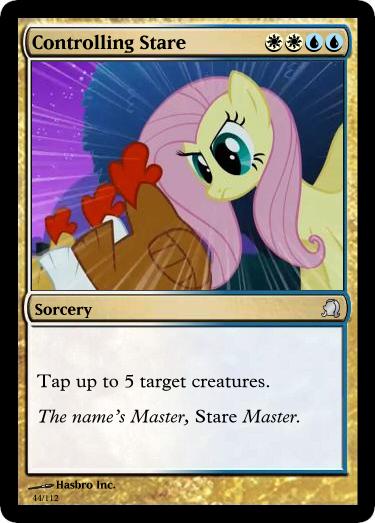 Controlling Stare
Sorcery
Tap up to 5 target creatures.
The name's Master, Stare Master.
Hasbro Inc.
44/112